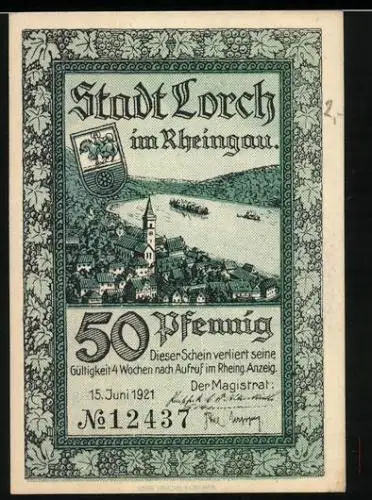 Stadt Lorch
im Rheingau.
50 Pfennig
Dieser Schein verliert seine
Gültigkeit 4 Wochen nach Aufruf im Rheing. Anzeig.
15. Juni 1921
Der Magistrat:
№ 12437
2,-